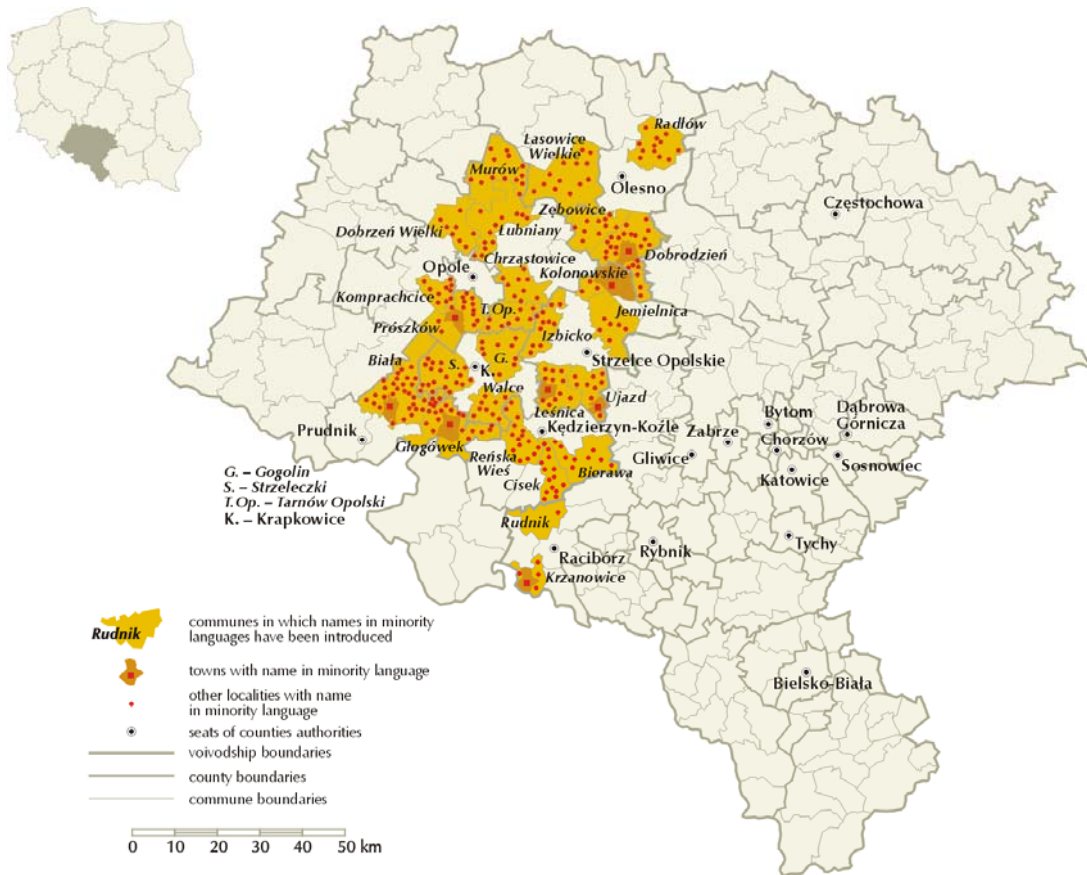 Radłów
Lasowice
Wielkie
Murów
Olesno
Częstochowa
Zębowice
Dobrzeń Wielki
Łubniany
Dobrodzień
Chrząstowice
Opole
Kolonowskie
Komprachcice
T.Op.
Jemielnica
Prószków
Izbicko
Biała
S.
G.
Strzelce Opolskie
K.
Walce
Ujazd
Leśnica
Bytom
Dąbrowa
Górnicza
Prudnik
Kędzierzyn-Koźle
Zabrze
Chorzów
Głogówek
Reńska
Wieś
Bierawa
Gliwice
Sosnowiec
Katowice
Cisek
G. – Gogolin
S. – Strzeleczki
T.Op. – Tarnów Opolski
K. – Krapkowice
Rudnik
Racibórz
Rybnik
Tychy
Krzanowice
Rudnik
communes in which names in minority
languages have been introduced
towns with name in minority language
other localities with name
in minority language
seats of counties authorities
voivodship boundaries
county boundaries
commune boundaries
Bielsko-Biała
0 10 20 30 40 50 km